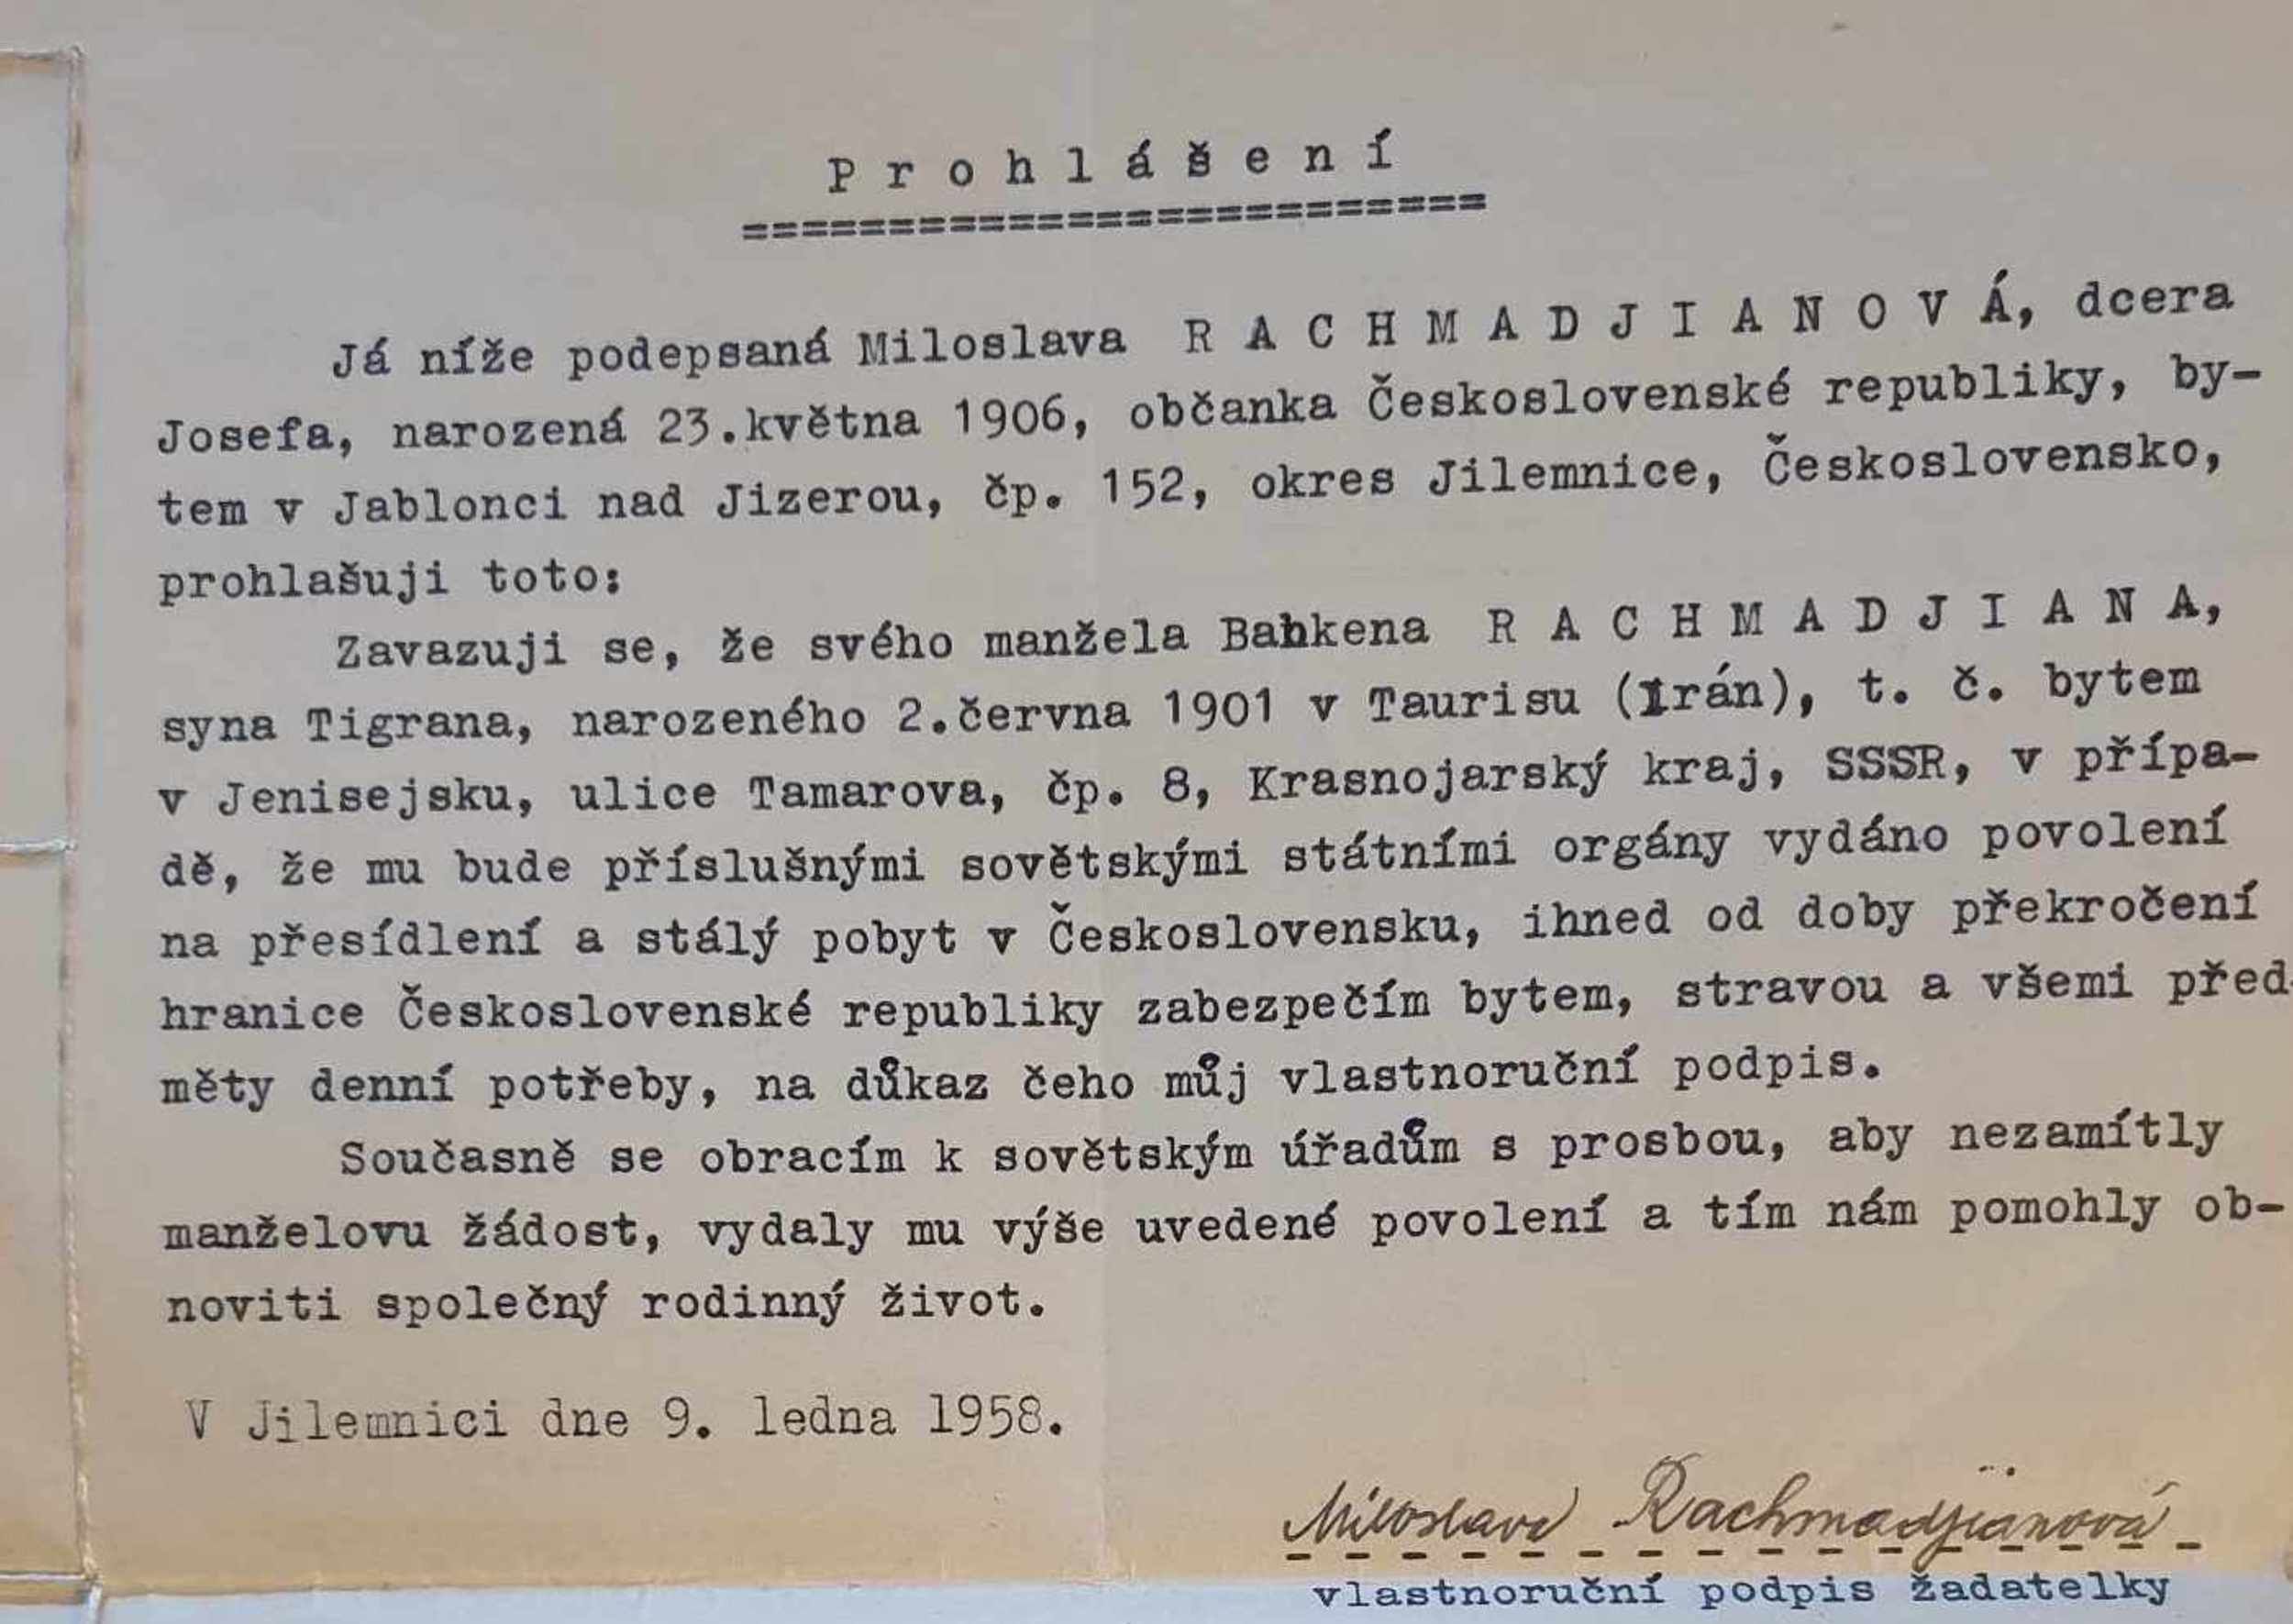 P r o h l á š e n í
==========================
Já níže podepsaná Miloslava R A C H M A D J I A N O V Á, dcera
Josefa, narozená 23.května 1906, občanka Československé republiky, by-
tem v Jablonci nad Jizerou, čp. 152, okres Jilemnice, Československo,
prohlašuji toto:
Zavazuji se, že svého manžela Bahkena R A C H M A D J I A N A,
syna Tigrana, narozeného 2.června 1901 v Taurisu (Irán), t. č. bytem
v Jenisejsku, ulice Tamarova, čp. 8, Krasnojarský kraj, SSSR, v přípa-
dě, že mu bude příslušnými sovětskými státními orgány vydáno povolení
na přesídlení a stálý pobyt v Československu, ihned od doby překročení
hranice Československé republiky zabezpečím bytem, stravou a všemi před-
měty denní potřeby, na důkaz čeho můj vlastnoruční podpis.
Současně se obracím k sovětským úřadům s prosbou, aby nezamítly
manželovu žádost, vydaly mu výše uvedené povolení a tím nám pomohly ob-
noviti společný rodinný život.
V Jilemnici dne 9. ledna 1958.
Miloslava Rachmadjianová
vlastnoruční podpis žadatelky